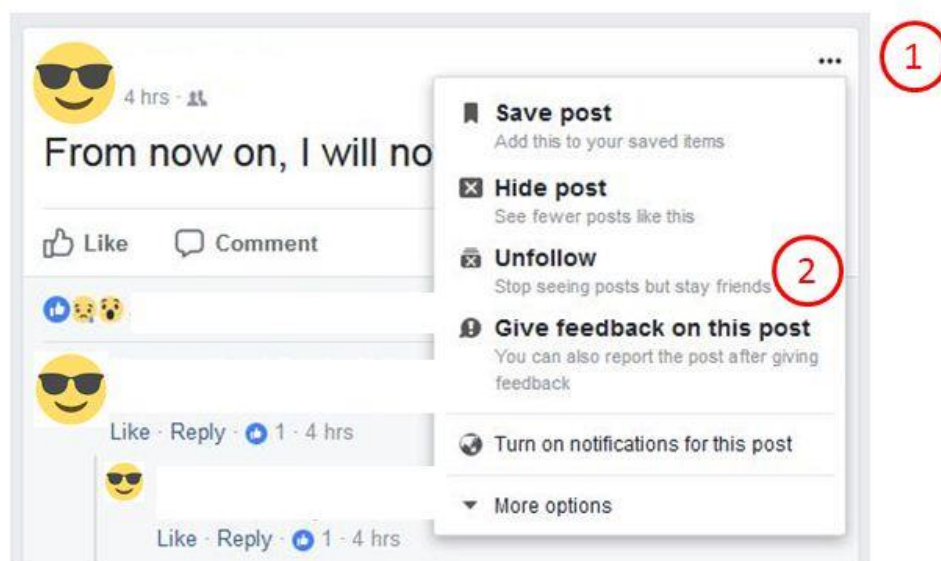 1
4 hrs ·
From now on, I will no
Save post
Add this to your saved items
Hide post
See fewer posts like this
Unfollow
Stop seeing posts but stay friends
2
Give feedback on this post
You can also report the post after giving
feedback
Turn on notifications for this post
More options
Like Comment
Like · Reply · 1 · 4 hrs
Like · Reply · 1 · 4 hrs